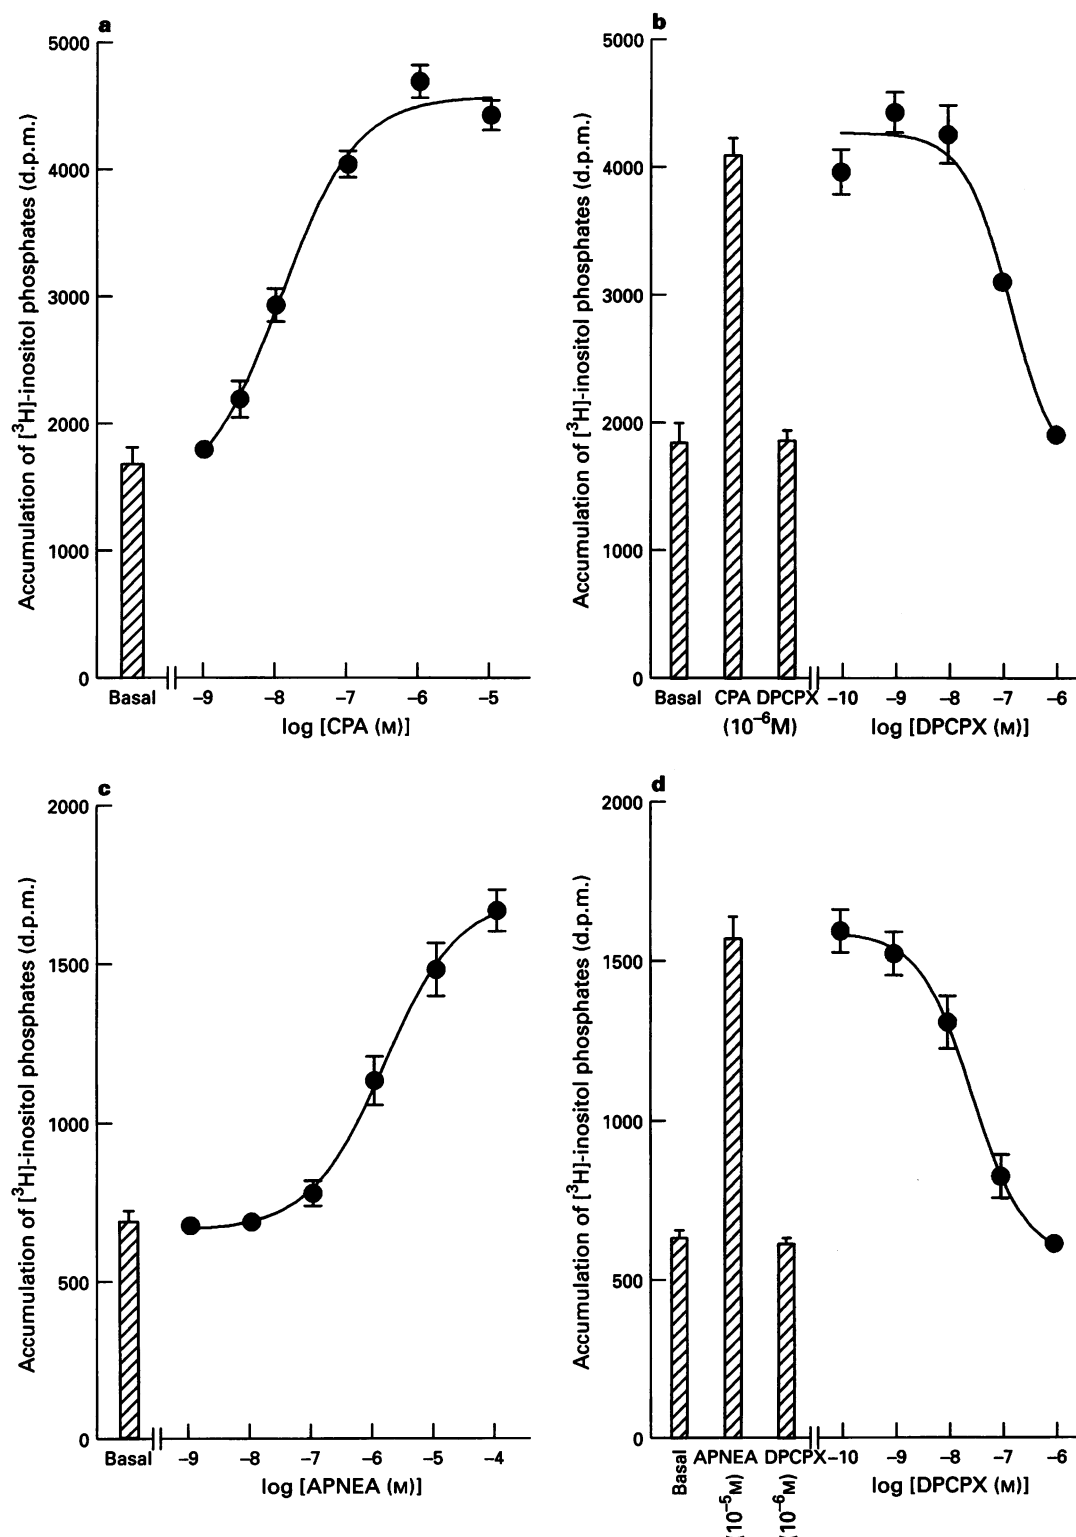 a
Accumulation of [³H]-inositol phosphates (d.p.m.)
5000
4000
3000
2000
1000
0
Basal
−9
−8
−7
−6
−5
log [CPA (M)]
b
Accumulation of [³H]-inositol phosphates (d.p.m.)
5000
4000
3000
2000
1000
0
Basal CPA DPCPX
(10⁻⁶M)
−10
−9
−8
−7
−6
log [DPCPX (M)]
c
Accumulation of [³H]-inositol phosphates (d.p.m.)
2000
1500
1000
500
0
Basal
−9
−8
−7
−6
−5
−4
log [APNEA (M)]
d
Accumulation of [³H]-inositol phosphates (d.p.m.)
2000
1500
1000
500
0
Basal
APNEA
(10⁻⁵M)
DPCPX
(10⁻⁶M)
−10
−9
−8
−7
−6
log [DPCPX (M)]